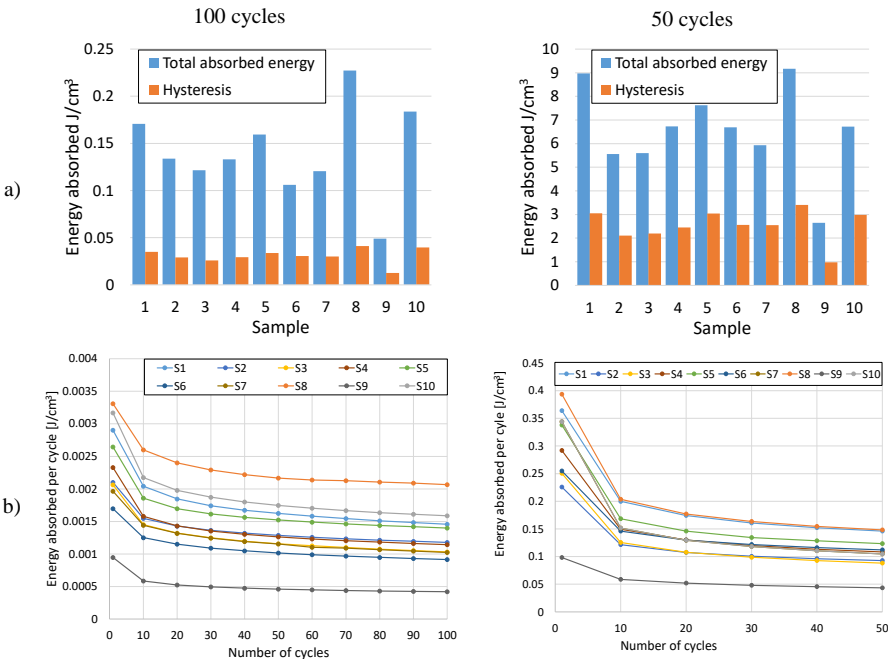 100 cycles
50 cycles
a)
Energy absorbed J/cm³
0.25
0.2
0.15
0.1
0.05
0
Total absorbed energy
Hysteresis
1 2 3 4 5 6 7 8 9 10
Sample
Energy absorbed J/cm³
10
9
8
7
6
5
4
3
2
1
0
Total absorbed energy
Hysteresis
1 2 3 4 5 6 7 8 9 10
Sample
b)
Energy absorbed per cycle [J/cm³]
0.004
0.0035
0.003
0.0025
0.002
0.0015
0.001
0.0005
0
S1 S2 S3 S4 S5
S6 S7 S8 S9 S10
0 10 20 30 40 50 60 70 80 90 100
Number of cycles
Energy absorbed per cyle [J/cm³]
0.45
0.4
0.35
0.3
0.25
0.2
0.15
0.1
0.05
0
S1 S2 S3 S4 S5 S6 S7 S8 S9 S10
0 10 20 30 40 50
Number of cycles